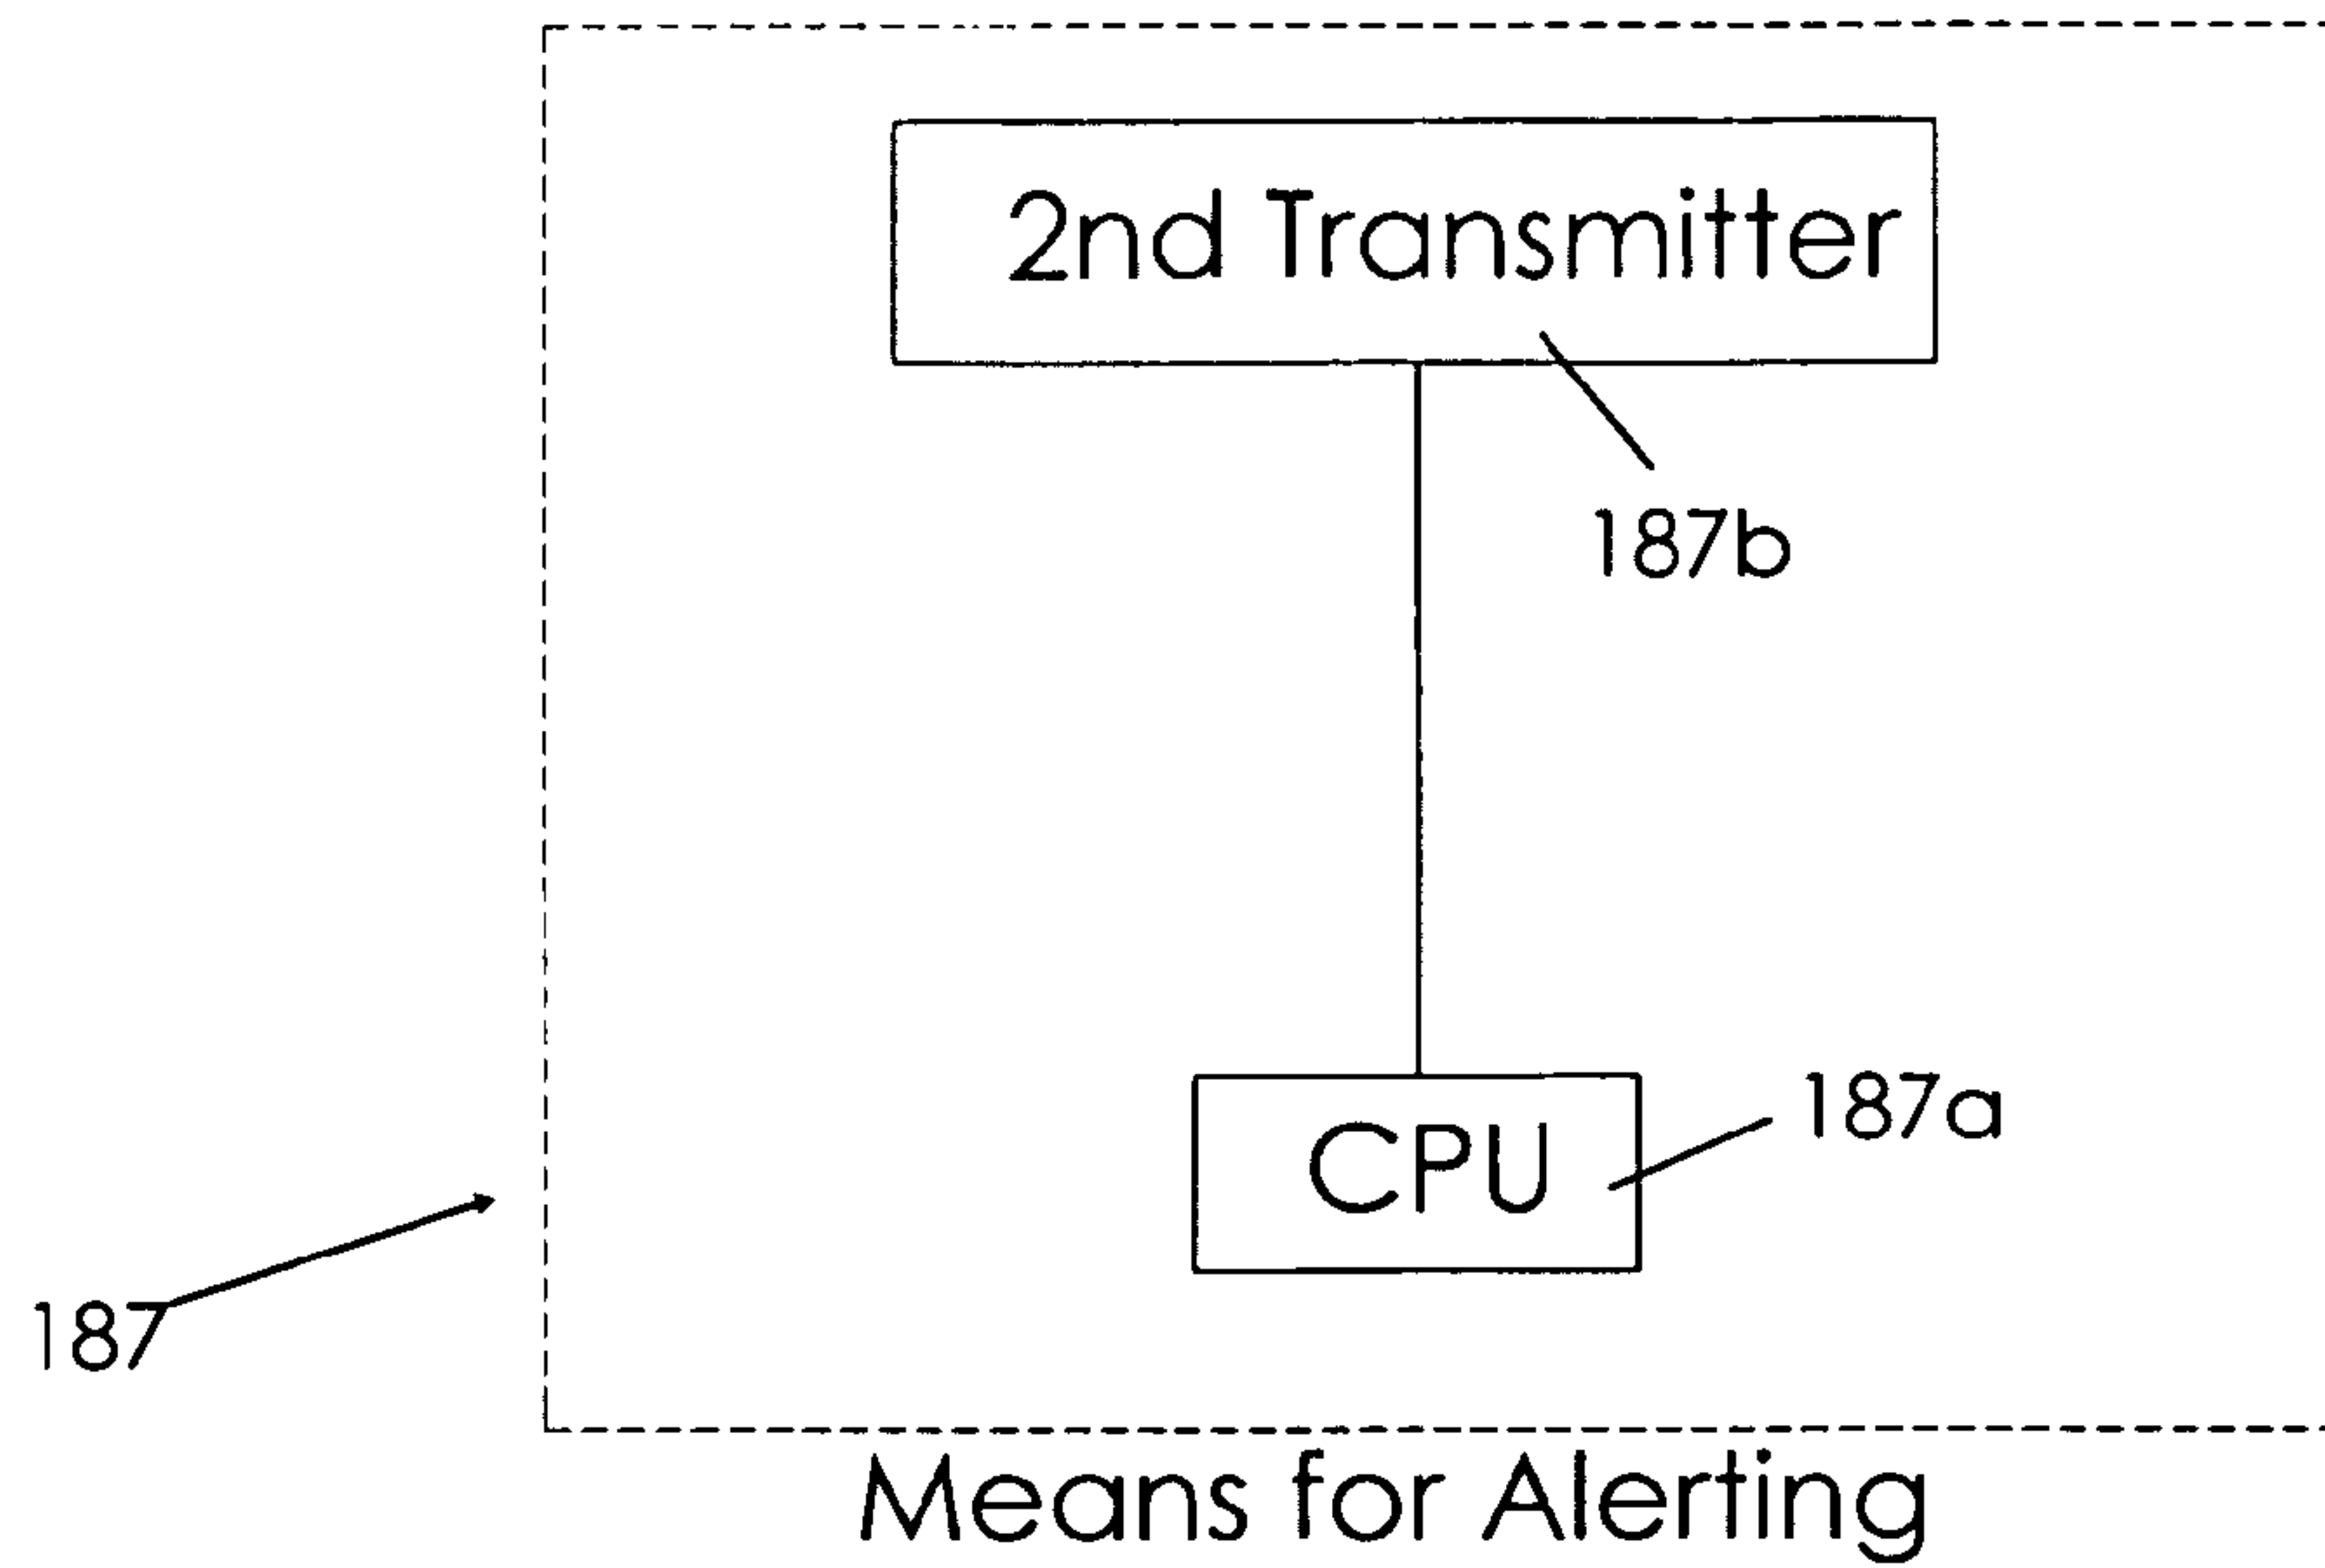 2nd Transmitter
187b
187a
CPU
187
Means for Alerting